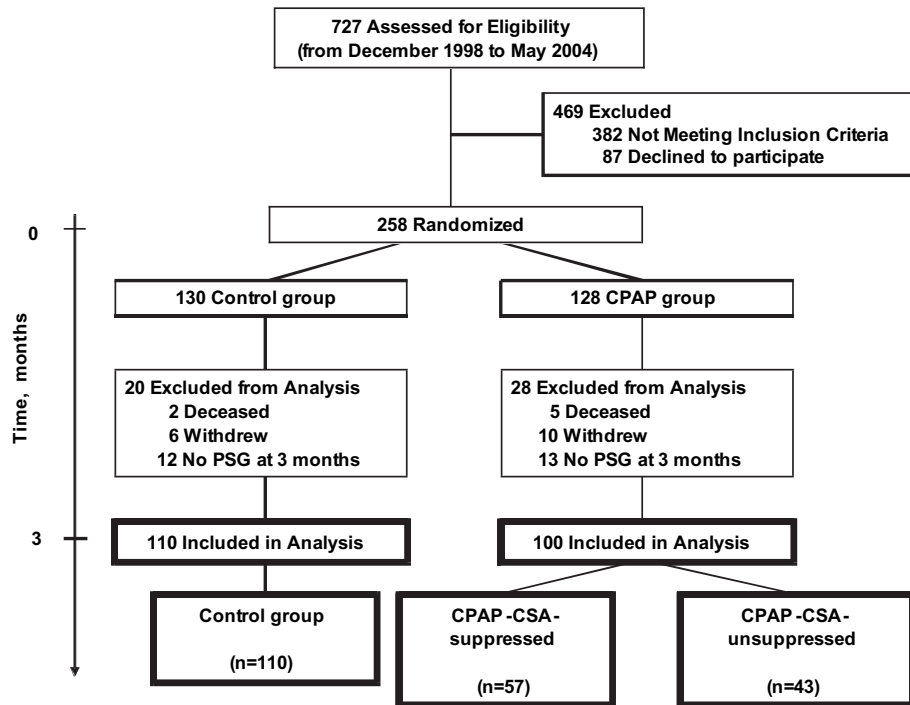 727 Assessed for Eligibility
(from December 1998 to May 2004)
469 Excluded
382 Not Meeting Inclusion Criteria
87 Declined to participate
0
258 Randomized
130 Control group
128 CPAP group
Time, months
20 Excluded from Analysis
2 Deceased
6 Withdrew
12 No PSG at 3 months
28 Excluded from Analysis
5 Deceased
10 Withdrew
13 No PSG at 3 months
3
110 Included in Analysis
100 Included in Analysis
Control group
(n=110)
CPAP-CSA-
suppressed
(n=57)
CPAP-CSA-
unsuppressed
(n=43)